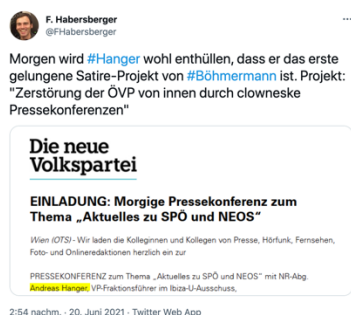 F. Habersberger
@FHabersberger
Morgen wird #Hanger wohl enthüllen, dass er das erste
gelungene Satire-Projekt von #Böhmermann ist. Projekt:
"Zerstörung der ÖVP von innen durch clowneske
Pressekonferenzen"
Die neue
Volkspartei
EINLADUNG: Morgige Pressekonferenz zum
Thema „Aktuelles zu SPÖ und NEOS“
Wien (OTS) - Wir laden die Kolleginnen und Kollegen von Presse, Hörfunk, Fernsehen,
Foto- und Onlineredaktionen herzlich ein zur
PRESSEKONFERENZ zum Thema „Aktuelles zu SPÖ und NEOS“ mit NR-Abg.
Andreas Hanger, VP-Fraktionsführer im Ibiza-U-Ausschuss,
2:54 nachm. · 20. Juni 2021 · Twitter Web App